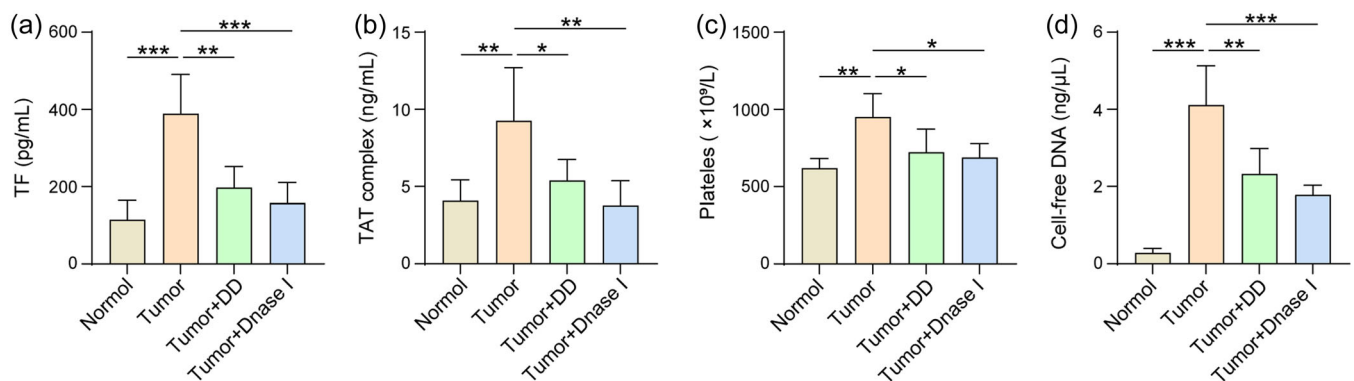 (a)
TF (pg/mL)
600
400
200
0
***
***
**
Normol
Tumor
Tumor+DD
Tumor+Dnase I
(b)
TAT complex (ng/mL)
15
10
5
0
**
**
*
Normol
Tumor
Tumor+DD
Tumor+Dnase I
(c)
Plateles ( ×10⁹/L)
1500
1000
500
0
*
**
*
Normol
Tumor
Tumor+DD
Tumor+Dnase I
(d)
Cell-free DNA (ng/μL)
6
4
2
0
***
***
**
Normol
Tumor
Tumor+DD
Tumor+Dnase I